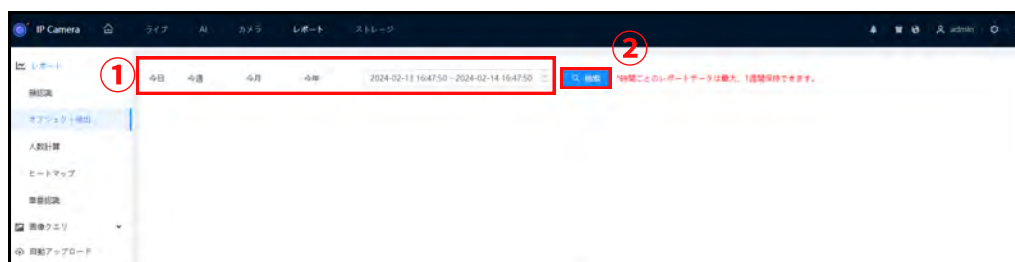 IP Camera ライブ AI カメラ レポート ストレージ admin
レポート
① 今日 今週 今月 今年 2024-02-13 16:47:50 ~ 2024-02-14 16:47:50 ② 検索 *時間ごとのレポートデータは最大、1週間保持できます。
顔認識
オブジェクト検出
人数計算
ヒートマップ
車番認識
画像クエリ
自動アップロード